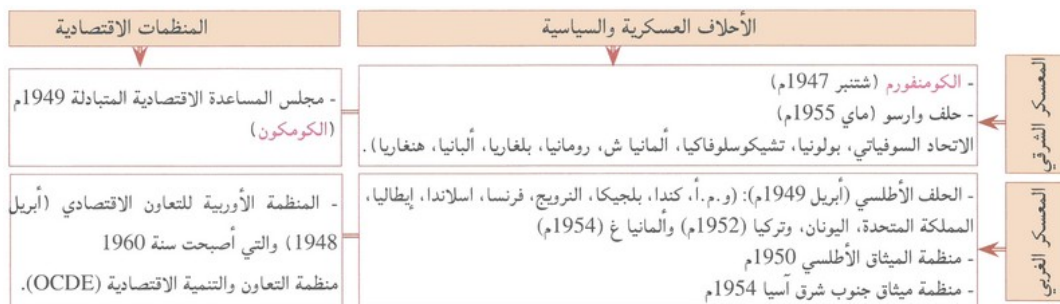 الأحلاف العسكرية والسياسية
المنظمات الاقتصادية
المعسكر الشرقي
- الكومنفورم (شتنبر 1947م)
- حلف وارسو (ماي 1955م)
الاتحاد السوفياتي، بولونيا، تشيكوسلوفاكيا، ألمانيا ش، رومانيا، بلغاريا، ألبانيا، هنغاريا).
- مجلس المساعدة الاقتصادية المتبادلة 1949م
(الكومكون)
المعسكر الغربي
- الحلف الأطلسي (أبريل 1949م): (و.م.أ، كندا، بلجيكا، النرويج، فرنسا، اسلاندا، إيطاليا،
المملكة المتحدة، اليونان، وتركيا (1952م) وألمانيا غ (1954م)
- منظمة الميثاق الأطلسي 1950م
- منظمة ميثاق جنوب شرق آسيا 1954م
- المنظمة الأوربية للتعاون الاقتصادي (أبريل
1948) والتي أصبحت سنة 1960
منظمة التعاون والتنمية الاقتصادية (OCDE).